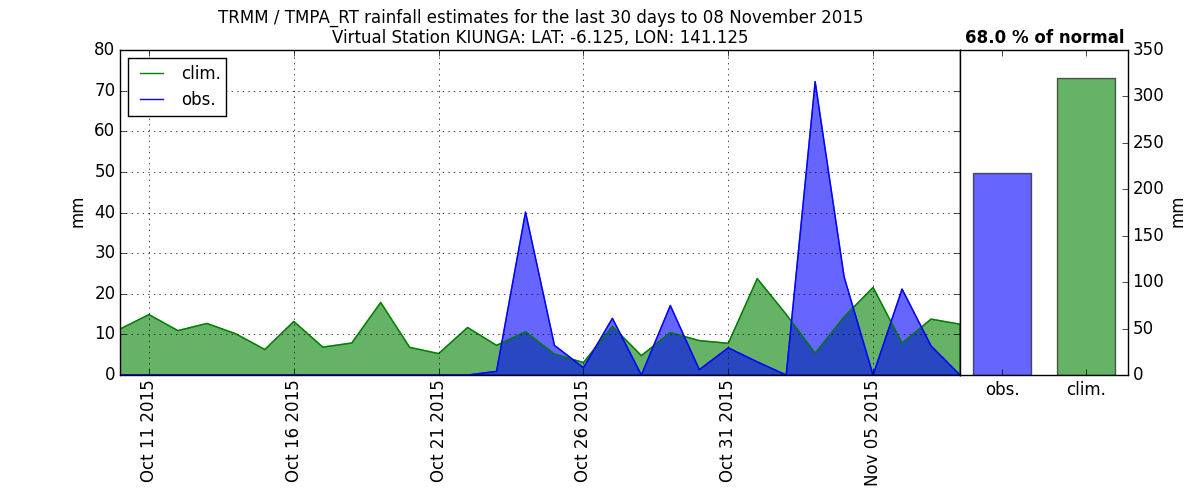 TRMM / TMPA_RT rainfall estimates for the last 30 days to 08 November 2015
Virtual Station KIUNGA: LAT: -6.125, LON: 141.125
68.0 % of normal
clim.
obs.
80
70
60
50
40
30
20
10
0
mm
350
300
250
200
150
100
50
0
mm
Oct 11 2015
Oct 16 2015
Oct 21 2015
Oct 26 2015
Oct 31 2015
Nov 05 2015
obs.
clim.